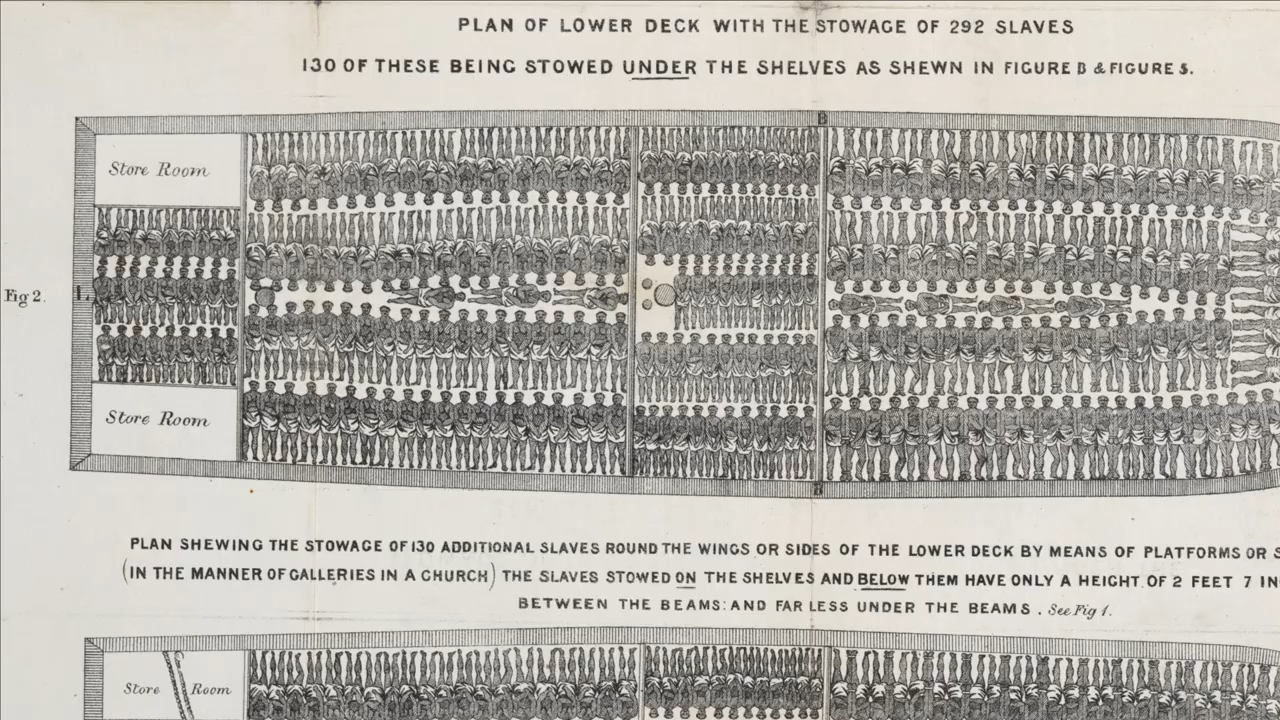 PLAN OF LOWER DECK WITH THE STOWAGE OF 292 SLAVES
130 OF THESE BEING STOWED UNDER THE SHELVES AS SHEWN IN FIGURE B & FIGURE 5.
B
Store Room
Fig 2.
Store Room
PLAN SHEWING THE STOWAGE OF 130 ADDITIONAL SLAVES ROUND THE WINGS OR SIDES OF THE LOWER DECK BY MEANS OF PLATFORMS OR S
(IN THE MANNER OF GALLERIES IN A CHURCH) THE SLAVES STOWED ON THE SHELVES AND BELOW THEM HAVE ONLY A HEIGHT OF 2 FEET 7 IN
BETWEEN THE BEAMS: AND FAR LESS UNDER THE BEAMS. See Fig 1.
Store Room